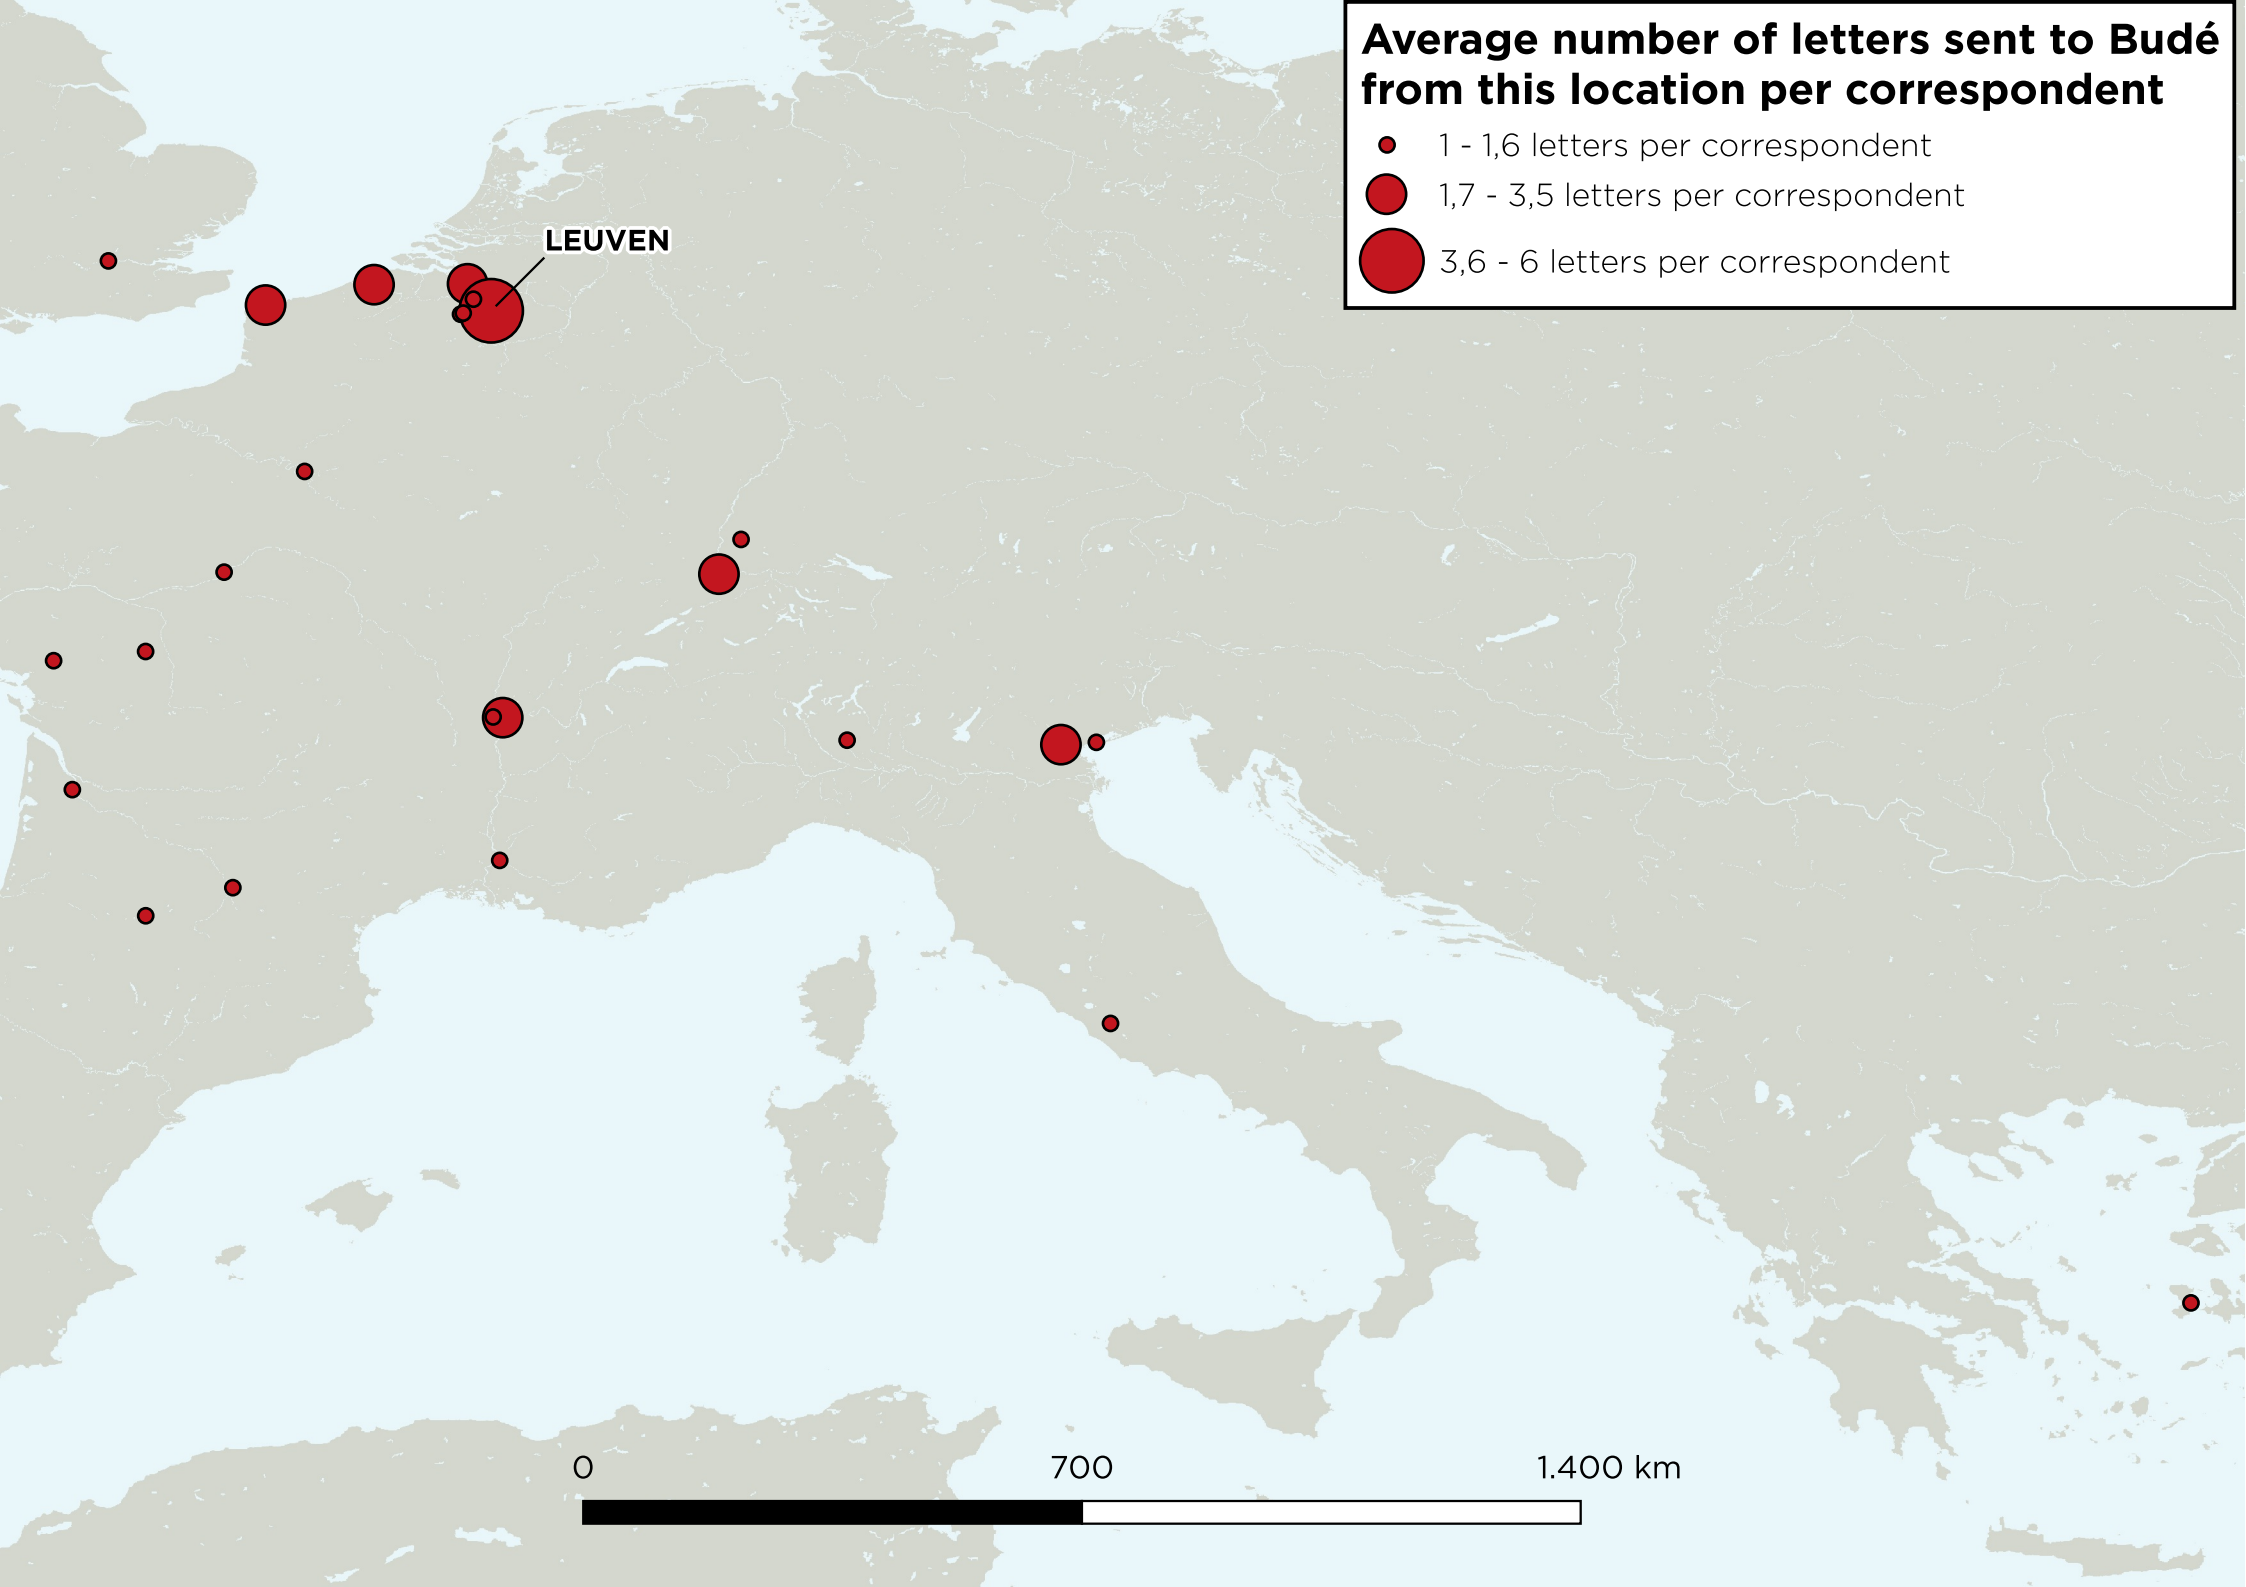 Average number of letters sent to Budé
from this location per correspondent
1 - 1,6 letters per correspondent
1,7 - 3,5 letters per correspondent
3,6 - 6 letters per correspondent
LEUVEN
0 700 1.400 km